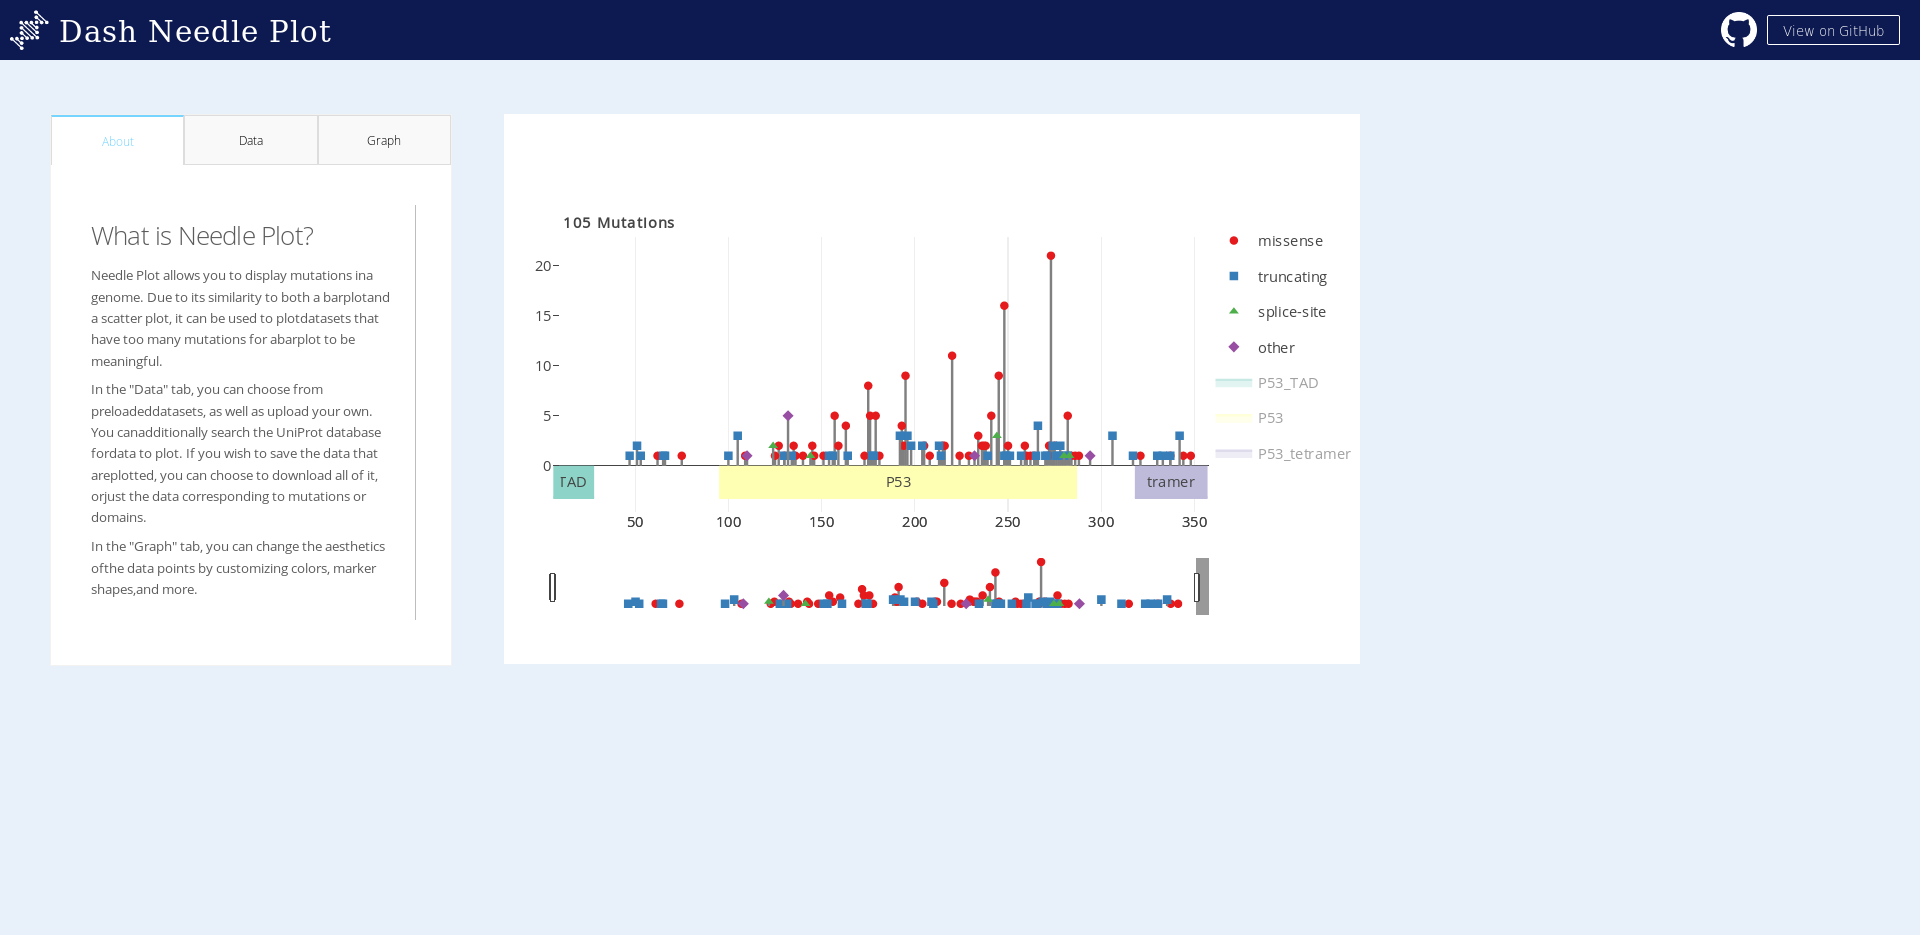 Dash Needle Plot
View on GitHub
About
Data
Graph
What is Needle Plot?
Needle Plot allows you to display mutations ina
genome. Due to its similarity to both a barplotand
a scatter plot, it can be used to plotdatasets that
have too many mutations for abarplot to be
meaningful.
In the "Data" tab, you can choose from
preloadeddatasets, as well as upload your own.
You canadditionally search the UniProt database
fordata to plot. If you wish to save the data that
areplotted, you can choose to download all of it,
orjust the data corresponding to mutations or
domains.
In the "Graph" tab, you can change the aesthetics
ofthe data points by customizing colors, marker
shapes,and more.
105 Mutations
20
15
10
5
0
TAD
P53
tramer
50
100
150
200
250
300
350
missense
truncating
splice-site
other
P53_TAD
P53
P53_tetramer